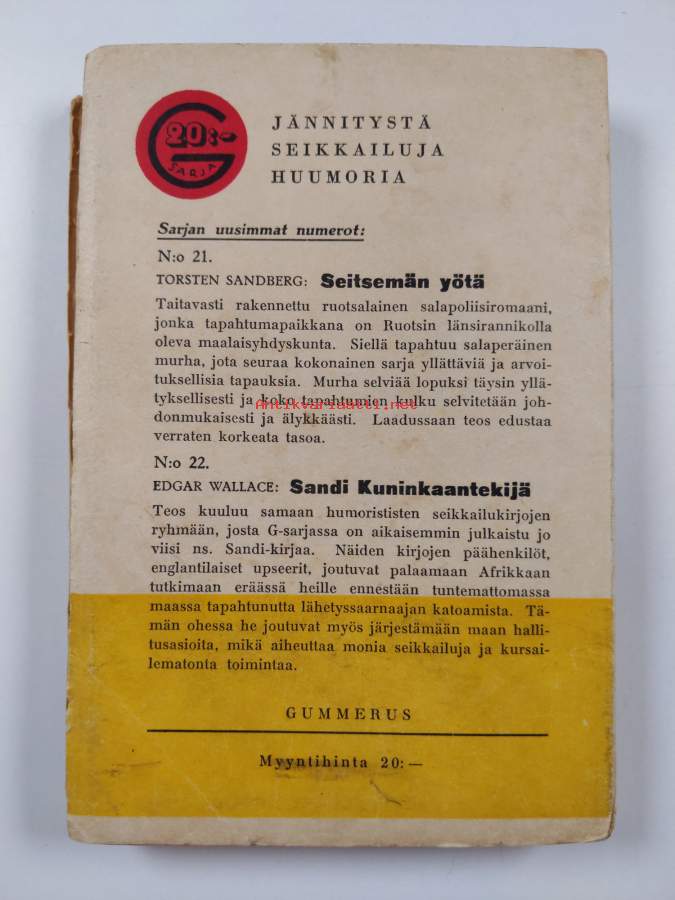 G
20:-
SARJA
JÄNNITYSTÄ
SEIKKAILUJA
HUUMORIA
Sarjan uusimmat numerot:
N:o 21.
TORSTEN SANDBERG: Seitsemän yötä
Taitavasti rakennettu ruotsalainen salapoliisiromaani,
jonka tapahtumapaikkana on Ruotsin länsirannikolla
oleva maalaisyhdyskunta. Siellä tapahtuu salaperäinen
murha, jota seuraa kokonainen sarja yllättäviä ja arvoi-
tuksellisia tapauksia. Murha selviää lopuksi täysin yllä-
tyksellisesti ja koko tapahtumien kulku selvitetään joh-
Antikvariaatti.net
donmukaisesti ja älykkäästi. Laadussaan teos edustaa
verraten korkeata tasoa.
N:o 22.
EDGAR WALLACE: Sandi Kuninkaantekijä
Teos kuuluu samaan humorististen seikkailukirjojen
ryhmään, josta G-sarjassa on aikaisemmin julkaistu jo
viisi ns. Sandi-kirjaa. Näiden kirjojen päähenkilöt,
englantilaiset upseerit, joutuvat palaamaan Afrikkaan
tutkimaan eräässä heille ennestään tuntemattomassa
maassa tapahtunutta lähetyssaarnaajan katoamista. Tä-
män ohessa he joutuvat myös järjestämään maan halli-
tusasioita, mikä aiheuttaa monia seikkailuja ja kursai-
lematonta toimintaa.
GUMMERUS
Myyntihinta 20:—